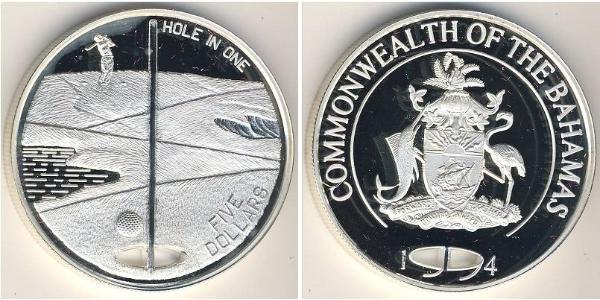 HOLE IN ONE
FIVE
DOLLARS
COMMONWEALTH OF THE BAHAMAS
1994